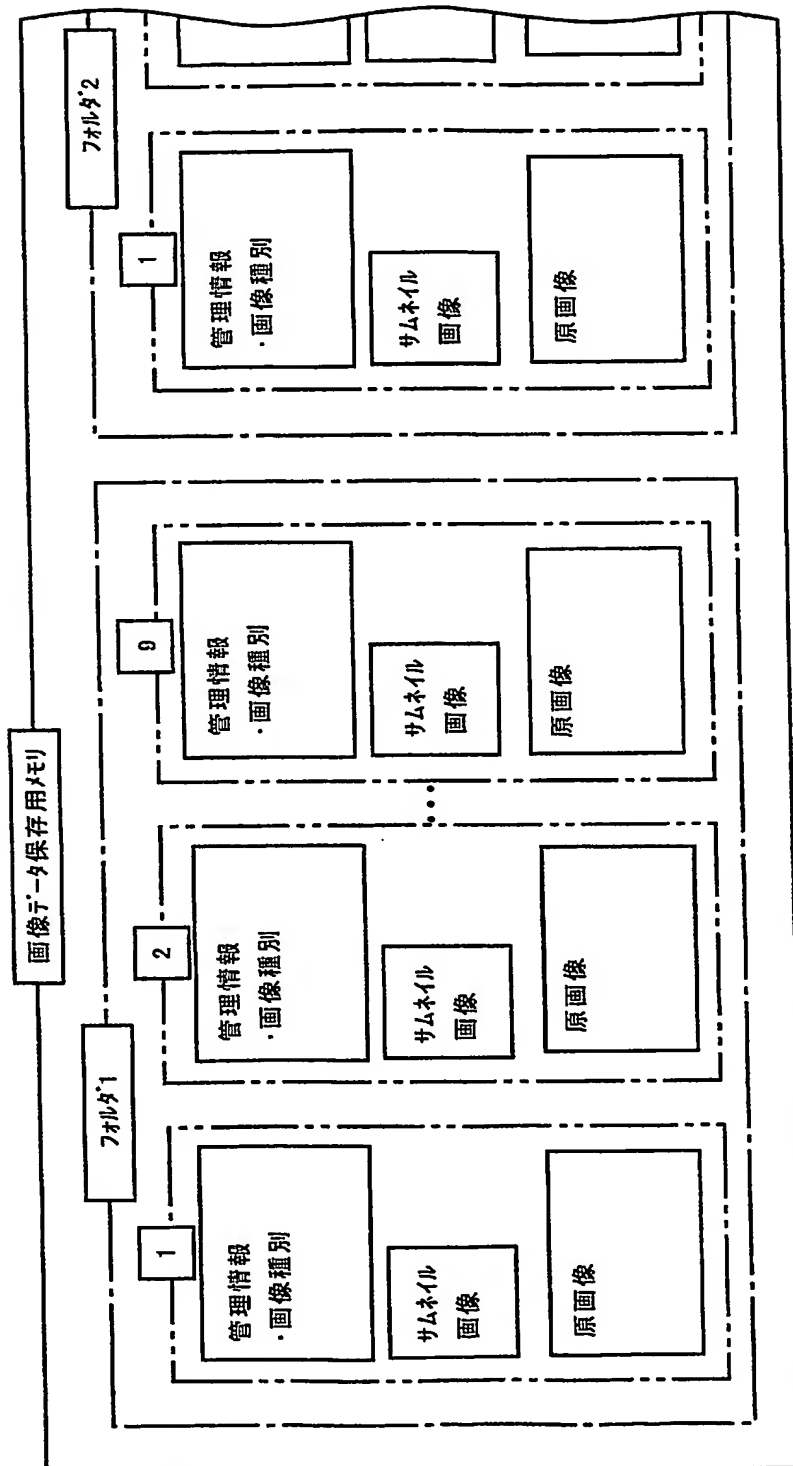 画像データ保存用メモリ
フォルダ1
1
管理情報
・画像種別
サムネイル
画像
原画像
2
管理情報
・画像種別
サムネイル
画像
原画像
…
9
管理情報
・画像種別
サムネイル
画像
原画像
フォルダ2
1
管理情報
・画像種別
サムネイル
画像
原画像